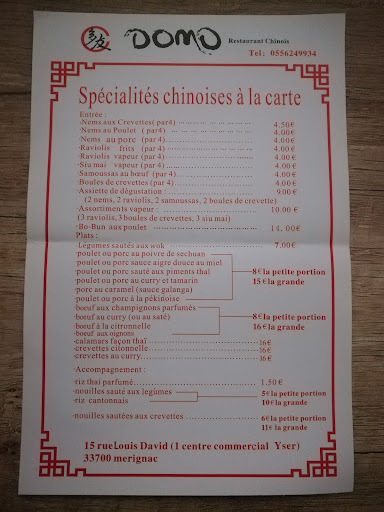 DOMO Restaurant Chinois
Tel: 0556249934
Spécialités chinoises à la carte
Entrée :
·Nems aux Crevettes( par4) ........................ 4.50€
·Nems au Poulet ( par4) ........................ 4.00€
·Nems au porc (par 4) ........................ 4.00€
·Raviolis frits (par 4) ........................ 4.00€
·Raviolis vapeur (par 4) ........................ 4.00€
·Siu mai vapeur (par 4) ........................ 4.00€
·Samoussas au bœuf (par 4) ........................ 4.00€
·Boules de crevettes (par 4) ........................ 4.00€
·Assiette de dégustation : ........................ 9.00€
(2 nems, 2 raviolis, 2 samoussas, 2 boules de crevette)
·Assortiments vapeur : ........................ 10.00 €
(3 raviolis, 3 boules de crevettes, 3 siu mai)
·Bo-Bun aux poulet ........................ 14.00€
Plats :
Légumes sautés aux wok ........................ 7.00€
·poulet ou porc au poivre de sechuan
·poulet ou porc sauce aigre douce au miel
·poulet ou porc sauté aux piments thaï
·poulet ou porc au curry et tamarin
·porc au caramel (sauce galanga)
·poulet ou porc à la pékinoise
8€ la petite portion
15€ la grande
·bœuf aux champignons parfumés
·bœuf au curry (ou au saté)
·bœuf à la citronnelle
·bœuf aux oignons
8€ la petite portion
16€ la grande
·calamars façon thaï ........................ 16€
·crevettes citonnelle ........................ 16€
·crevettes au curry ........................ 16€
·Accompagnement :
·riz thaï parfumé ........................ 1.50€
·nouilles sauté aux legumes
·riz cantonnais
5€ la petite portion
10€ la grande
·nouilles sautées aux crevettes ........................ 6€ la petite portion
11€ la grande
15 rue Louis David (1 centre commercial Yser)
33700 merignac